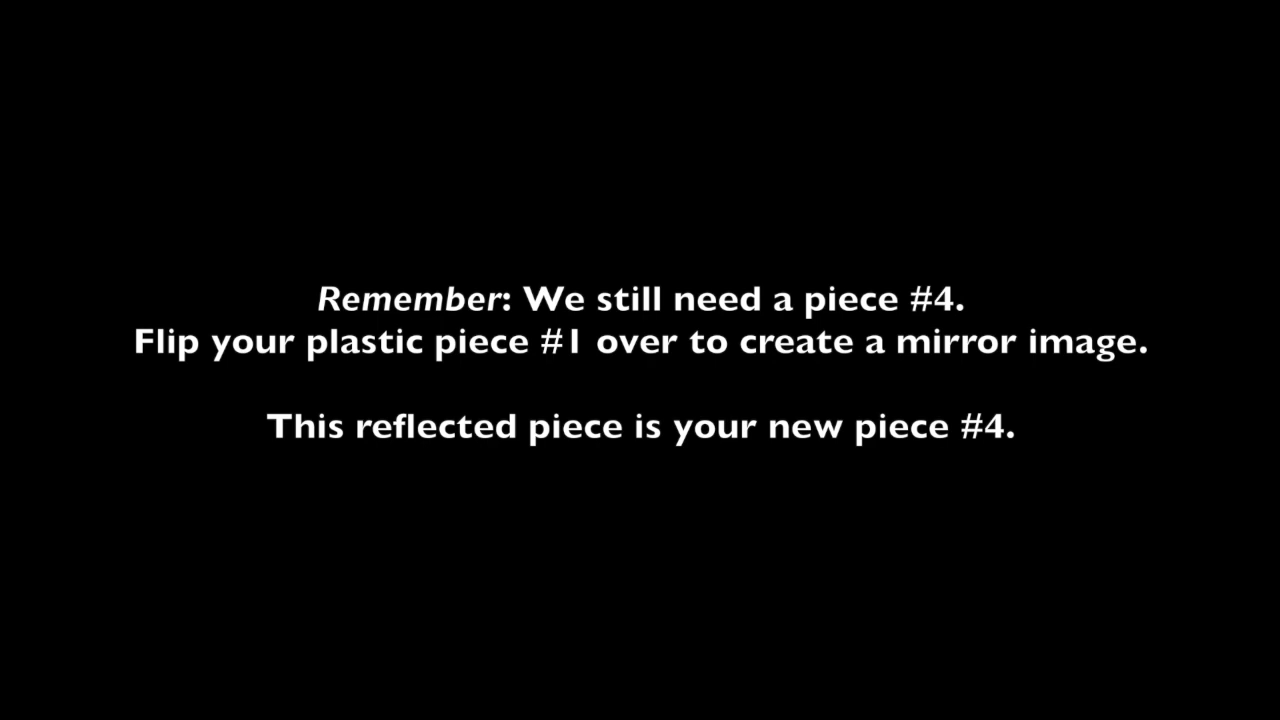 Remember: We still need a piece #4.
Flip your plastic piece #1 over to create a mirror image.
This reflected piece is your new piece #4.